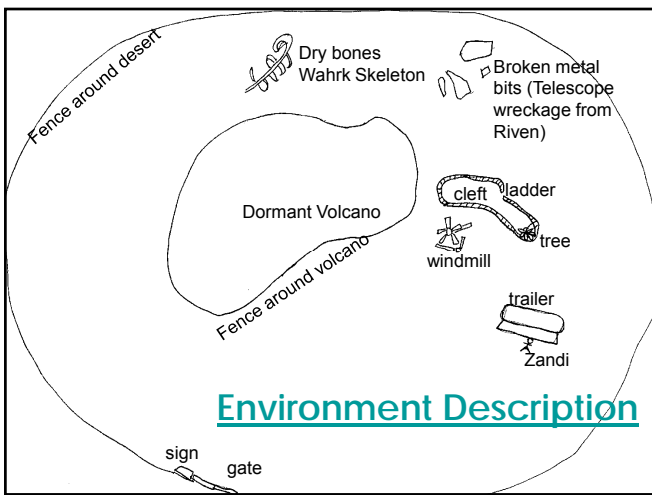 Fence around desert
Dry bones
Wahrk Skeleton
Broken metal
bits (Telescope
wreckage from
Riven)
cleft
ladder
Dormant Volcano
tree
windmill
Fence around volcano
trailer
Zandi
Environment Description
sign
gate